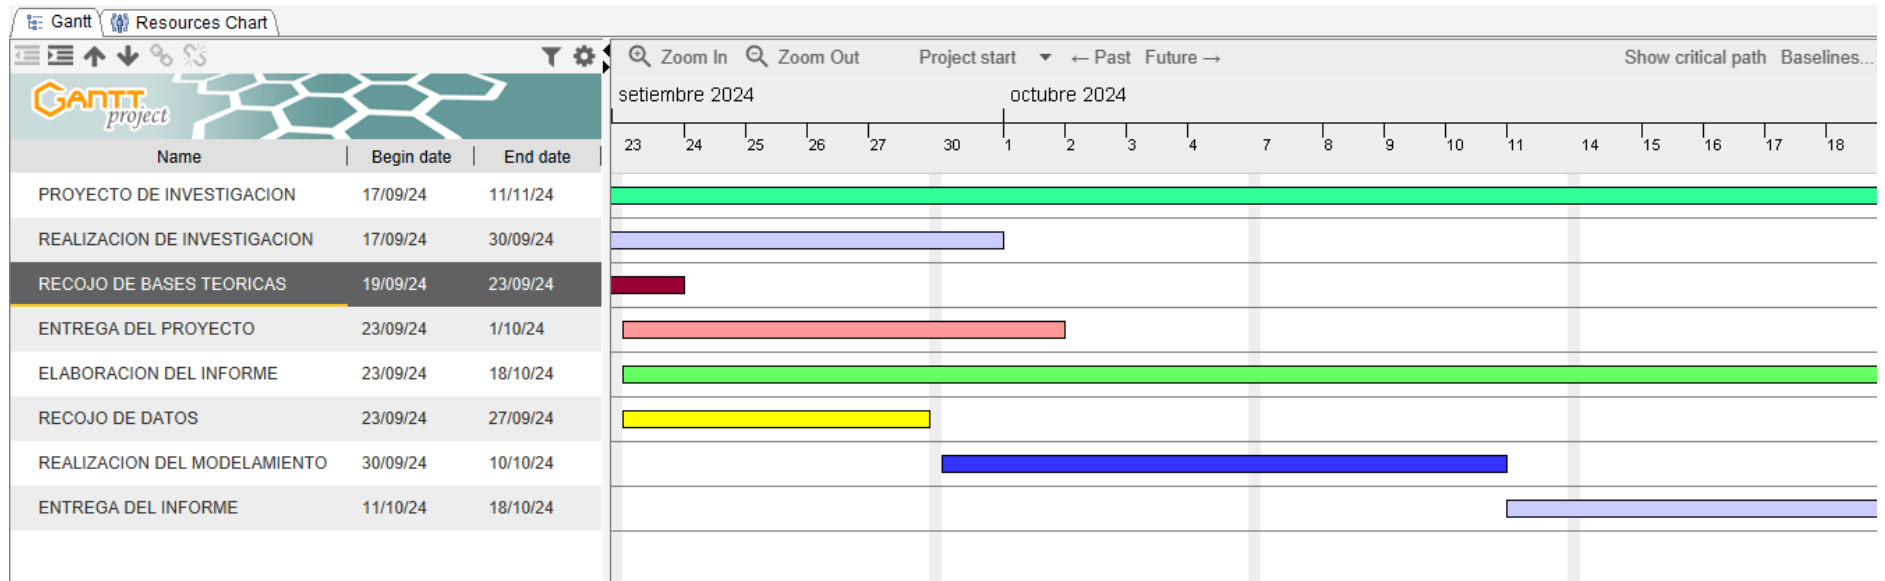 Gantt Resources Chart
Zoom In Zoom Out Project start ← Past Future → Show critical path Baselines...
GANTT project
setiembre 2024 octubre 2024
23 24 25 26 27 30 1 2 3 4 7 8 9 10 11 14 15 16 17 18
Name Begin date End date
PROYECTO DE INVESTIGACION 17/09/24 11/11/24
REALIZACION DE INVESTIGACION 17/09/24 30/09/24
RECOJO DE BASES TEORICAS 19/09/24 23/09/24
ENTREGA DEL PROYECTO 23/09/24 1/10/24
ELABORACION DEL INFORME 23/09/24 18/10/24
RECOJO DE DATOS 23/09/24 27/09/24
REALIZACION DEL MODELAMIENTO 30/09/24 10/10/24
ENTREGA DEL INFORME 11/10/24 18/10/24